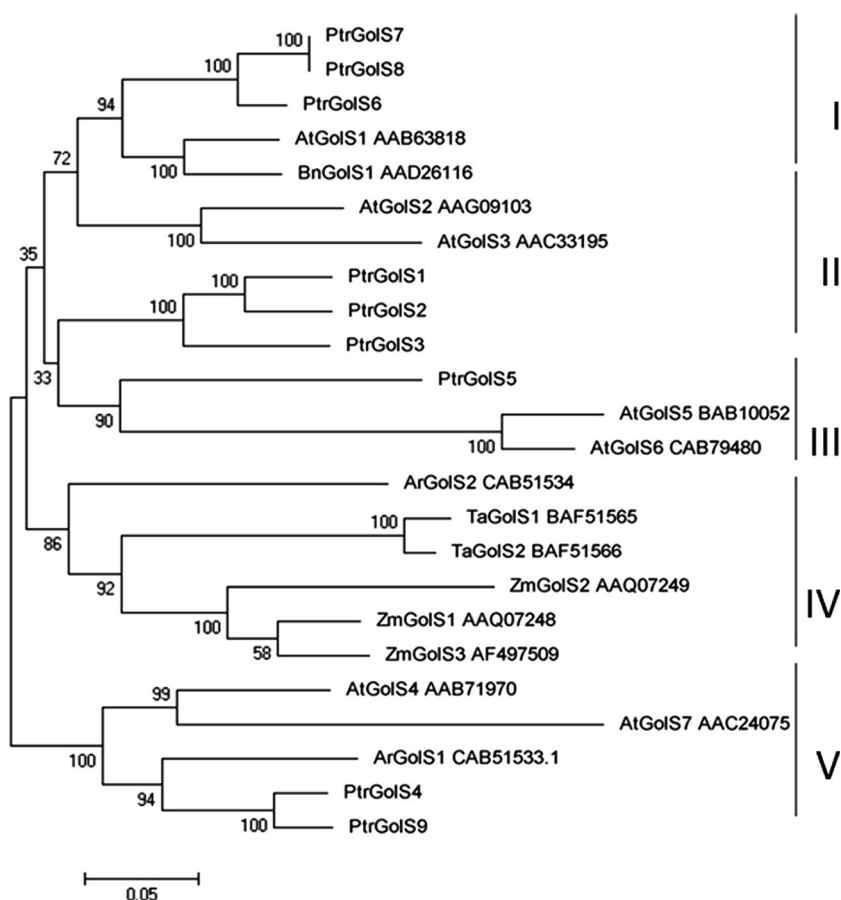 100 PtrGolS7
100 PtrGolS8
94 PtrGolS6
I
AtGolS1 AAB63818
72
100 BnGolS1 AAD26116
AtGolS2 AAG09103
100 AtGolS3 AAC33195
35
II
100 PtrGolS1
100 PtrGolS2
PtrGolS3
33
PtrGolS5
90
AtGolS5 BAB10052
III
100 AtGolS6 CAB79480
ArGolS2 CAB51534
100 TaGolS1 BAF51565
86
TaGolS2 BAF51566
92
ZmGolS2 AAQ07249
IV
100 ZmGolS1 AAQ07248
58 ZmGolS3 AF497509
99 AtGolS4 AAB71970
AtGolS7 AAC24075
100 ArGolS1 CAB51533.1
V
94 PtrGolS4
100 PtrGolS9
0.05